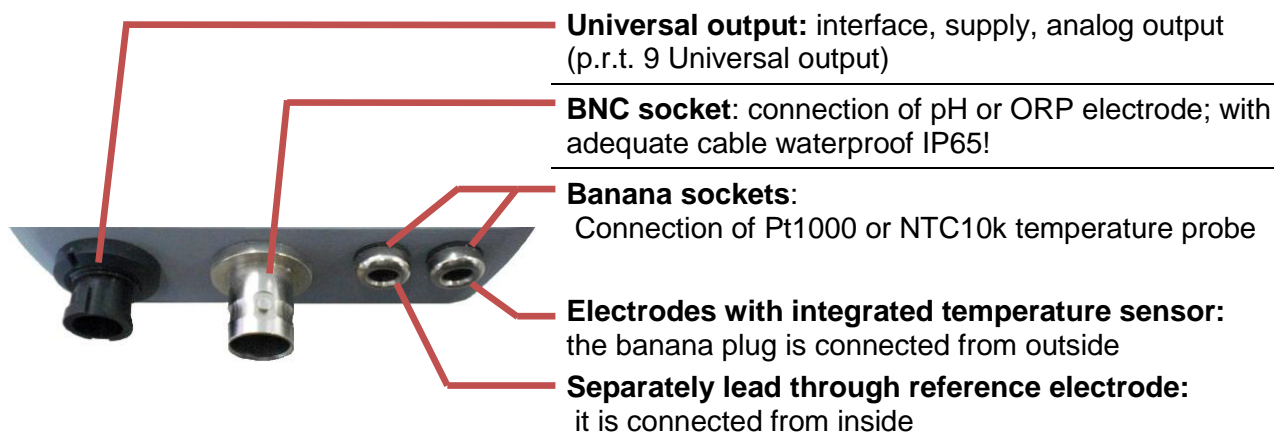 Universal output: interface, supply, analog output
(p.r.t. 9 Universal output)
BNC socket: connection of pH or ORP electrode; with
adequate cable waterproof IP65!
Banana sockets:
Connection of Pt1000 or NTC10k temperature probe
Electrodes with integrated temperature sensor:
the banana plug is connected from outside
Separately lead through reference electrode:
it is connected from inside